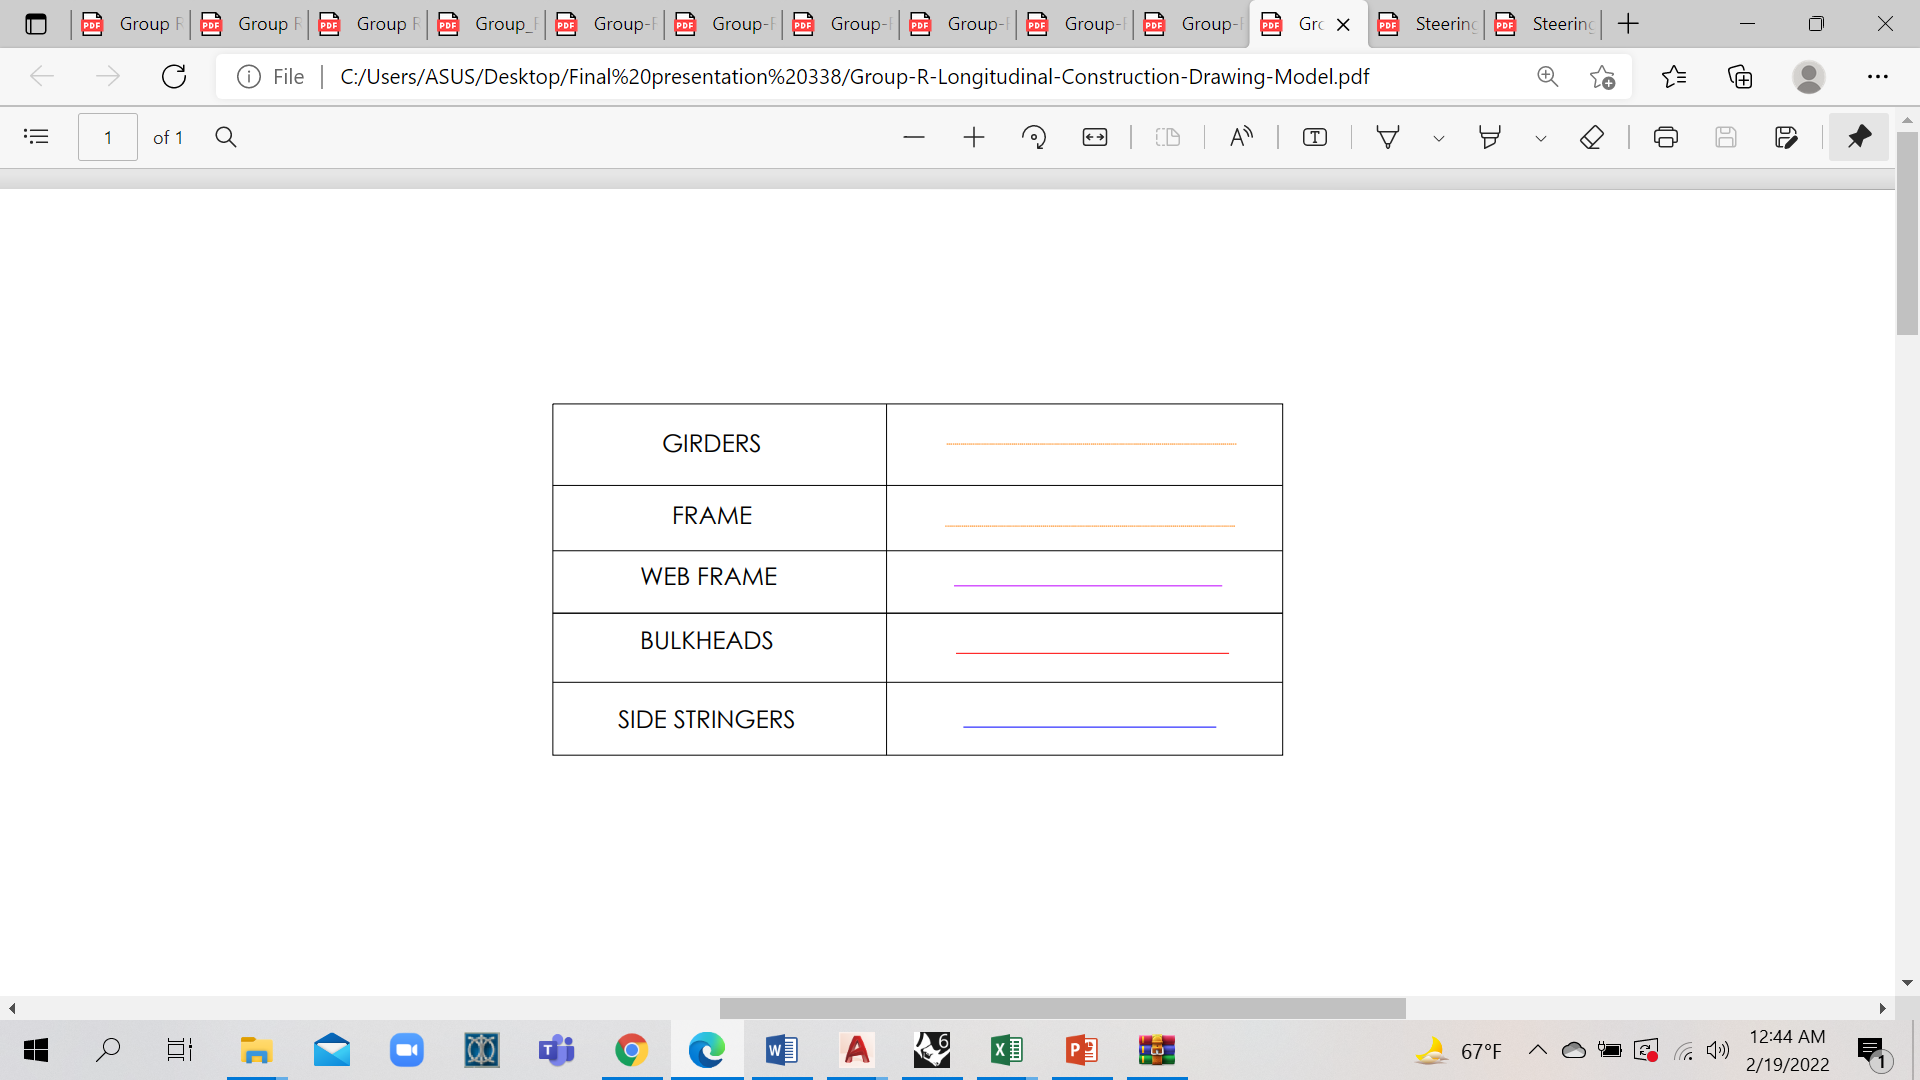 Group R
Group R
Group R
Group_
Group-
Group-
Group-
Group-
Group-
Group-
Gr
Steering
Steering
File
C:/Users/ASUS/Desktop/Final%20presentation%20338/Group-R-Longitudinal-Construction-Drawing-Model.pdf
1
of 1
GIRDERS
FRAME
WEB FRAME
BULKHEADS
SIDE STRINGERS
67°F
12:44 AM
2/19/2022
1